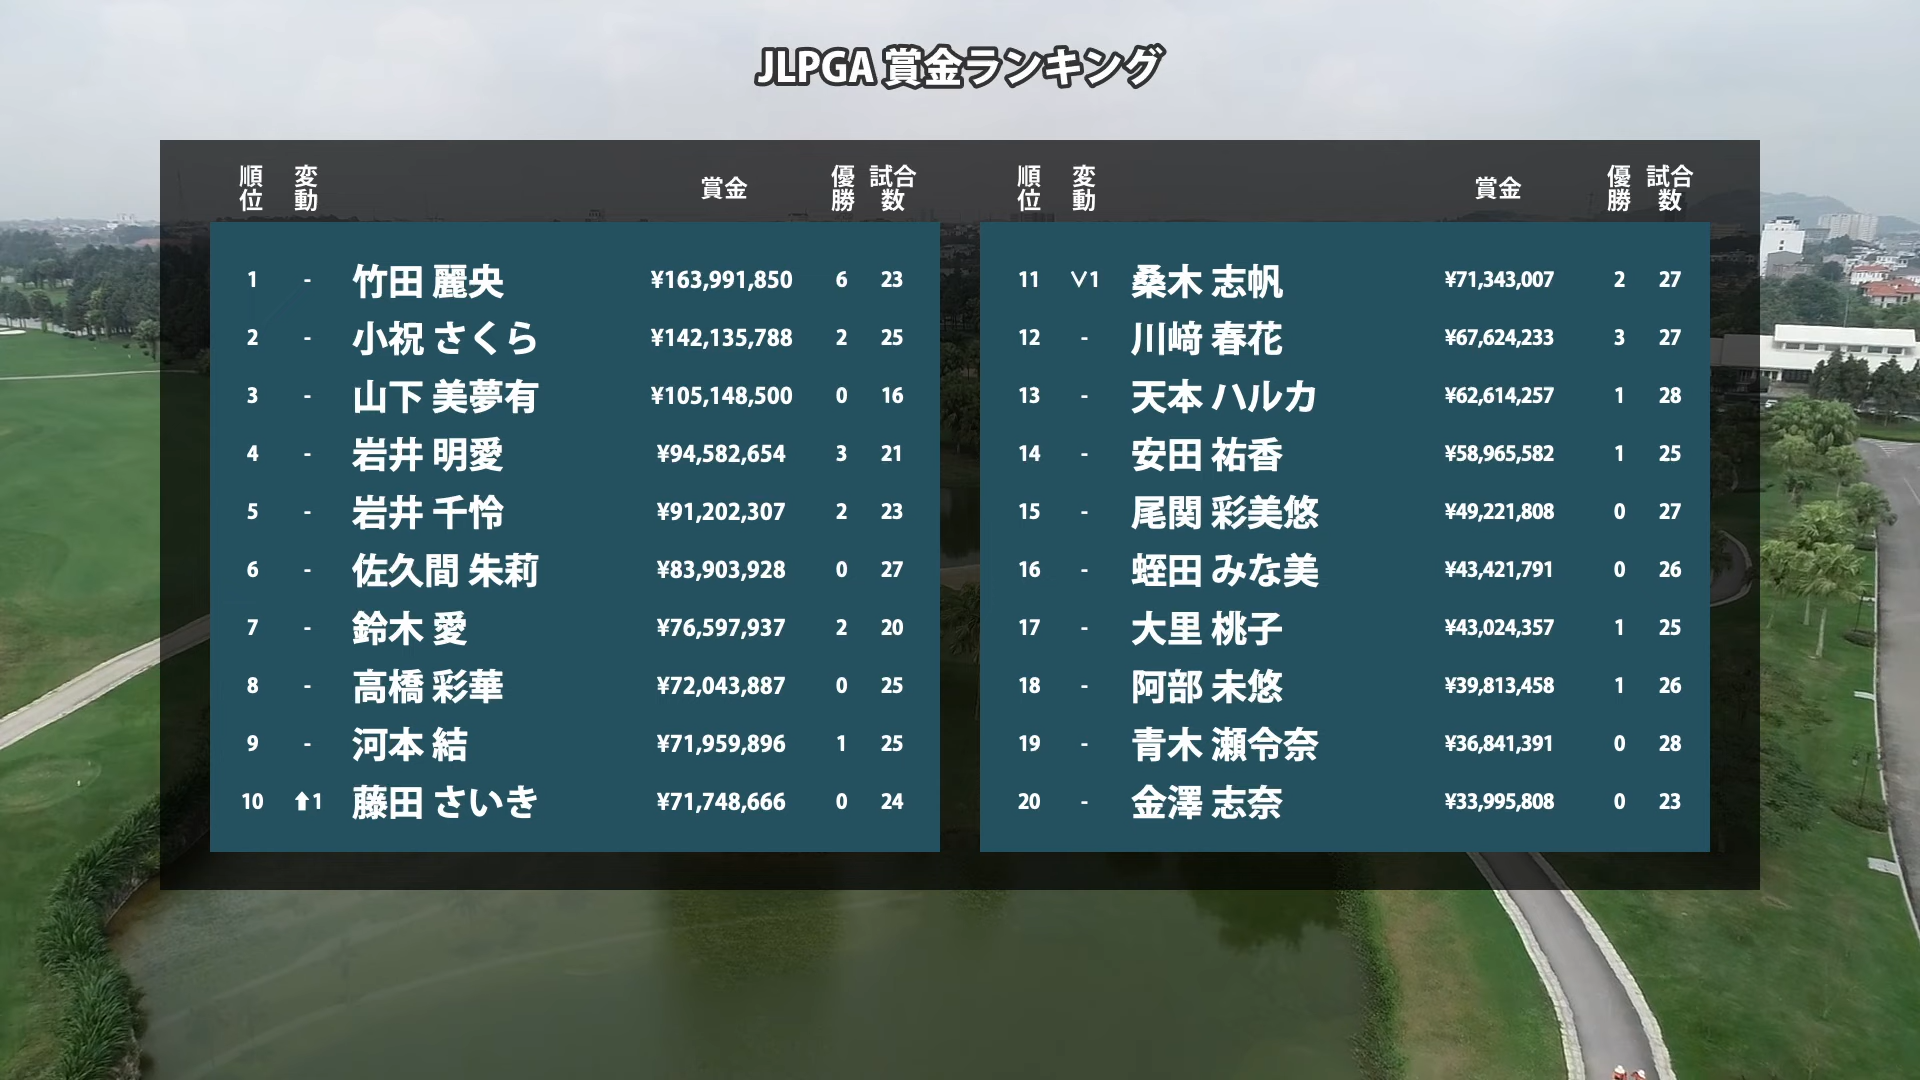 JLPGA 賞金ランキング
順位 変動 賞金 優勝 試合数
1 - 竹田 麗央 ¥163,991,850 6 23
2 - 小祝 さくら ¥142,135,788 2 25
3 - 山下 美夢有 ¥105,148,500 0 16
4 - 岩井 明愛 ¥94,582,654 3 21
5 - 岩井 千怜 ¥91,202,307 2 23
6 - 佐久間 朱莉 ¥83,903,928 0 27
7 - 鈴木 愛 ¥76,597,937 2 20
8 - 高橋 彩華 ¥72,043,887 0 25
9 - 河本 結 ¥71,959,896 1 25
10 ⬆1 藤田 さいき ¥71,748,666 0 24
順位 変動 賞金 優勝 試合数
11 ∨1 桑木 志帆 ¥71,343,007 2 27
12 - 川﨑 春花 ¥67,624,233 3 27
13 - 天本 ハルカ ¥62,614,257 1 28
14 - 安田 祐香 ¥58,965,582 1 25
15 - 尾関 彩美悠 ¥49,221,808 0 27
16 - 蛭田 みな美 ¥43,421,791 0 26
17 - 大里 桃子 ¥43,024,357 1 25
18 - 阿部 未悠 ¥39,813,458 1 26
19 - 青木 瀬令奈 ¥36,841,391 0 28
20 - 金澤 志奈 ¥33,995,808 0 23